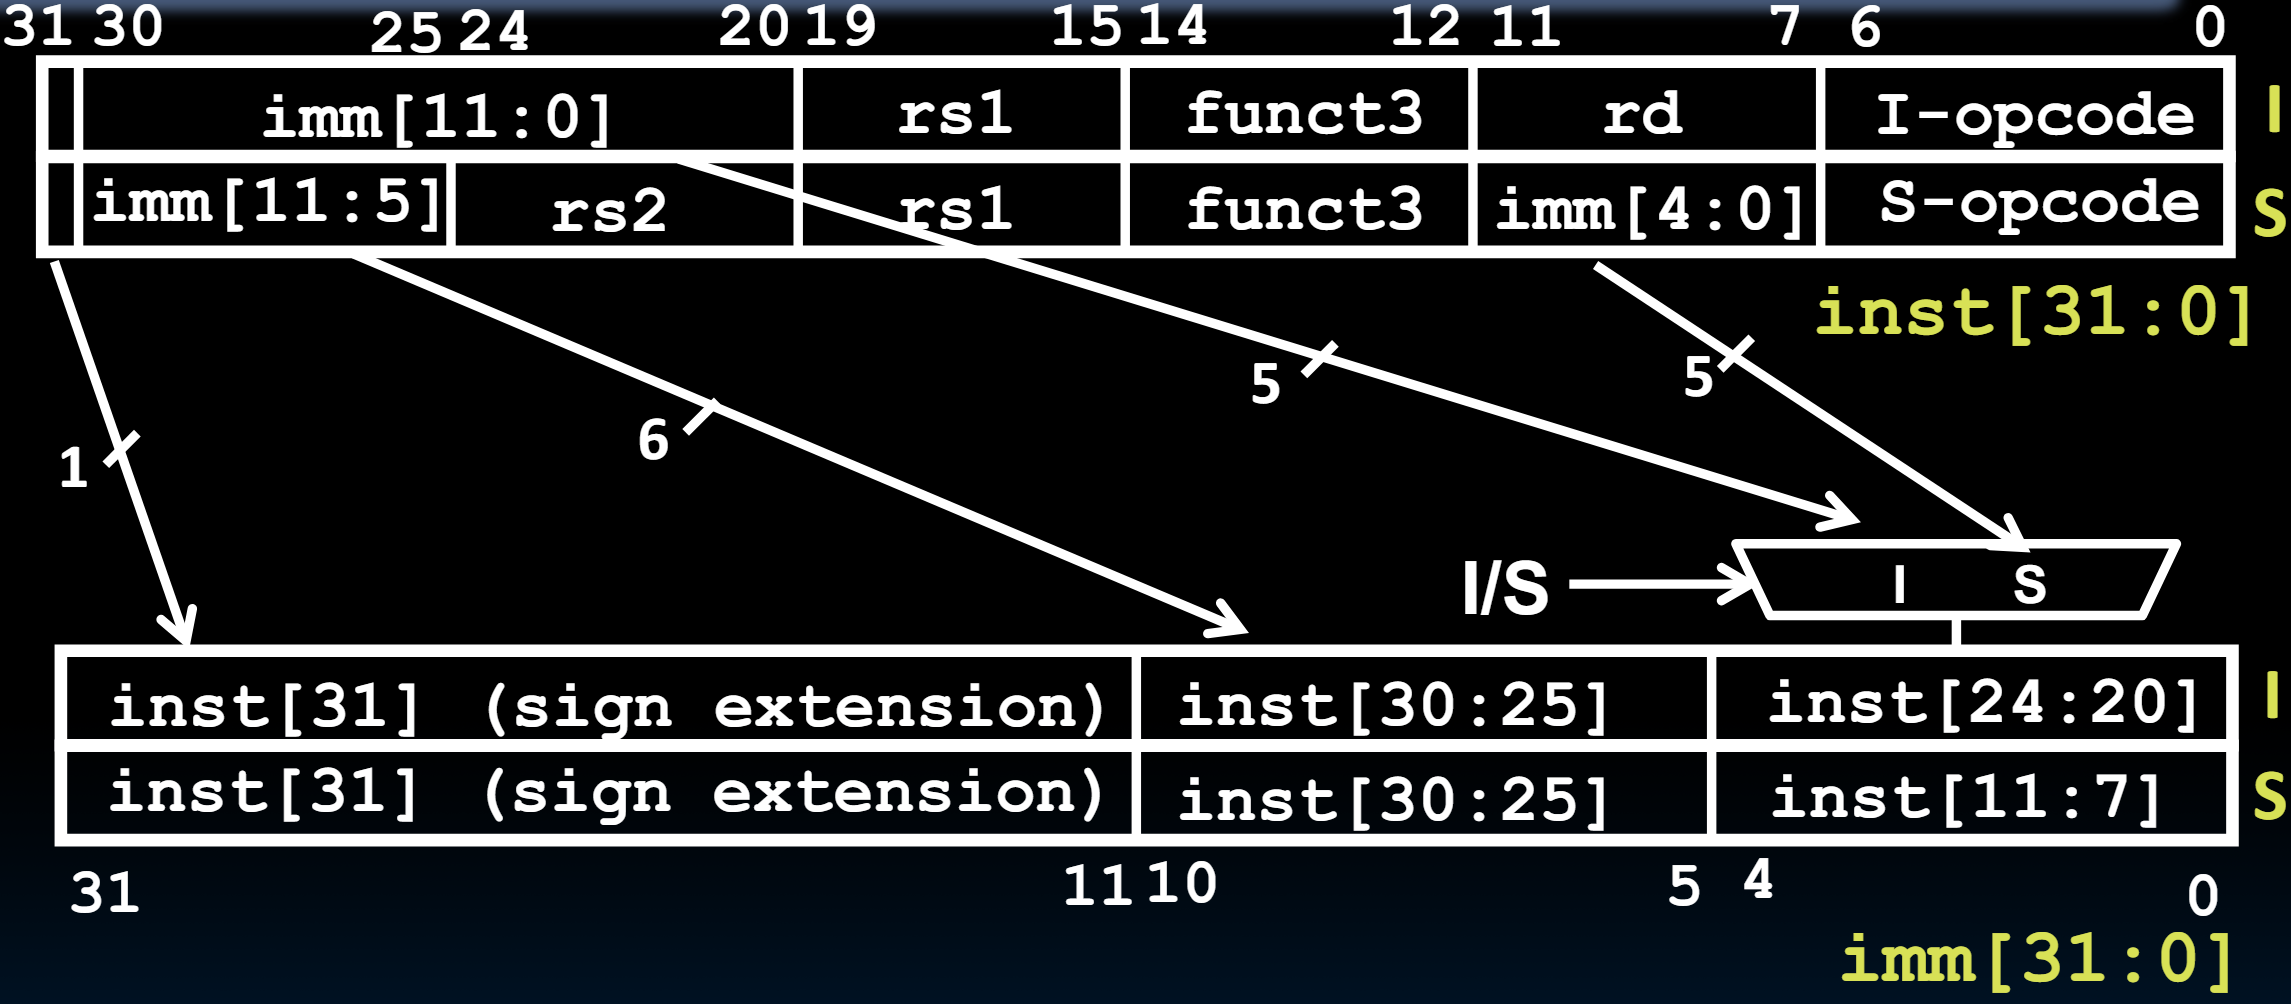 31 30 25 24 20 19 15 14 12 11 7 6 0
imm[11:0] rs1 funct3 rd I-opcode I
imm[11:5] rs2 rs1 funct3 imm[4:0] S-opcode S
inst[31:0]
1 6 5 5
I/S I S
inst[31] (sign extension) inst[30:25] inst[24:20] I
inst[31] (sign extension) inst[30:25] inst[11:7] S
31 11 10 5 4 0
imm[31:0]